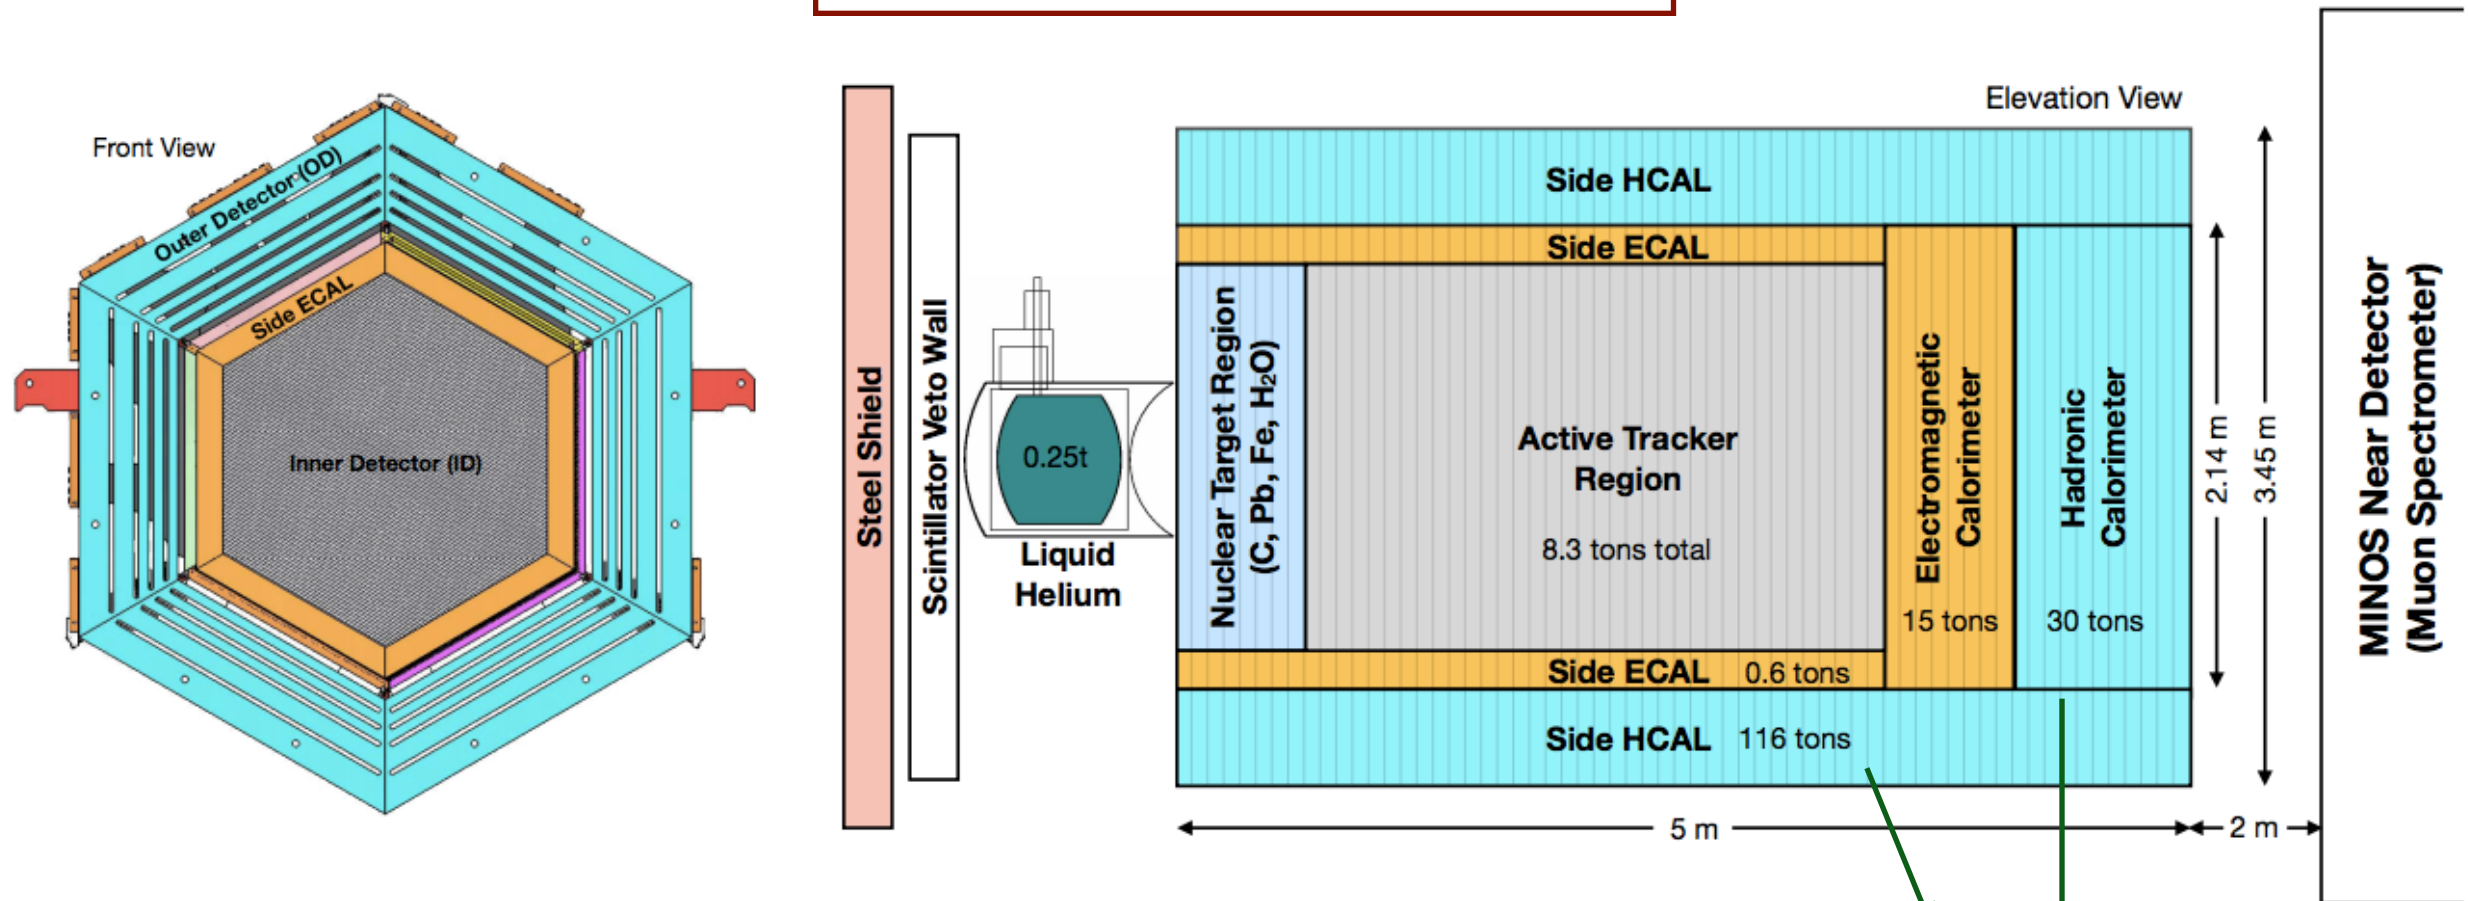 Front View
Outer Detector (OD)
Side ECAL
Inner Detector (ID)
Steel Shield
Scintillator Veto Wall
0.25t
Liquid
Helium
Elevation View
Side HCAL
Side ECAL
Nuclear Target Region
(C, Pb, Fe, H₂O)
Active Tracker
Region
8.3 tons total
Electromagnetic
Calorimeter
15 tons
Hadronic
Calorimeter
30 tons
Side ECAL 0.6 tons
Side HCAL 116 tons
2.14 m
3.45 m
5 m
2 m
MINOS Near Detector
(Muon Spectrometer)